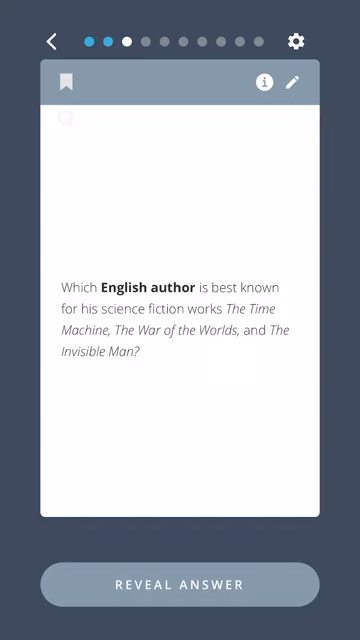 Q
Which English author is best known
for his science fiction works The Time
Machine, The War of the Worlds, and The
Invisible Man?
REVEAL ANSWER